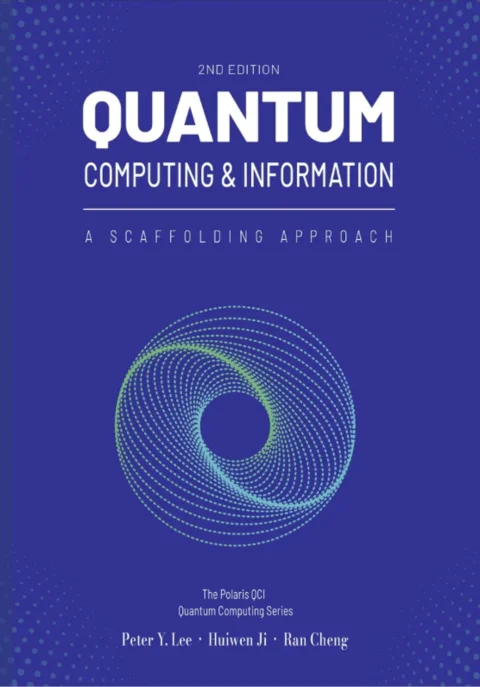 2ND EDITION
QUANTUM
COMPUTING & INFORMATION
A SCAFFOLDING APPROACH
The Polaris QCI
Quantum Computing Series
Peter Y. Lee · Huiwen Ji · Ran Cheng